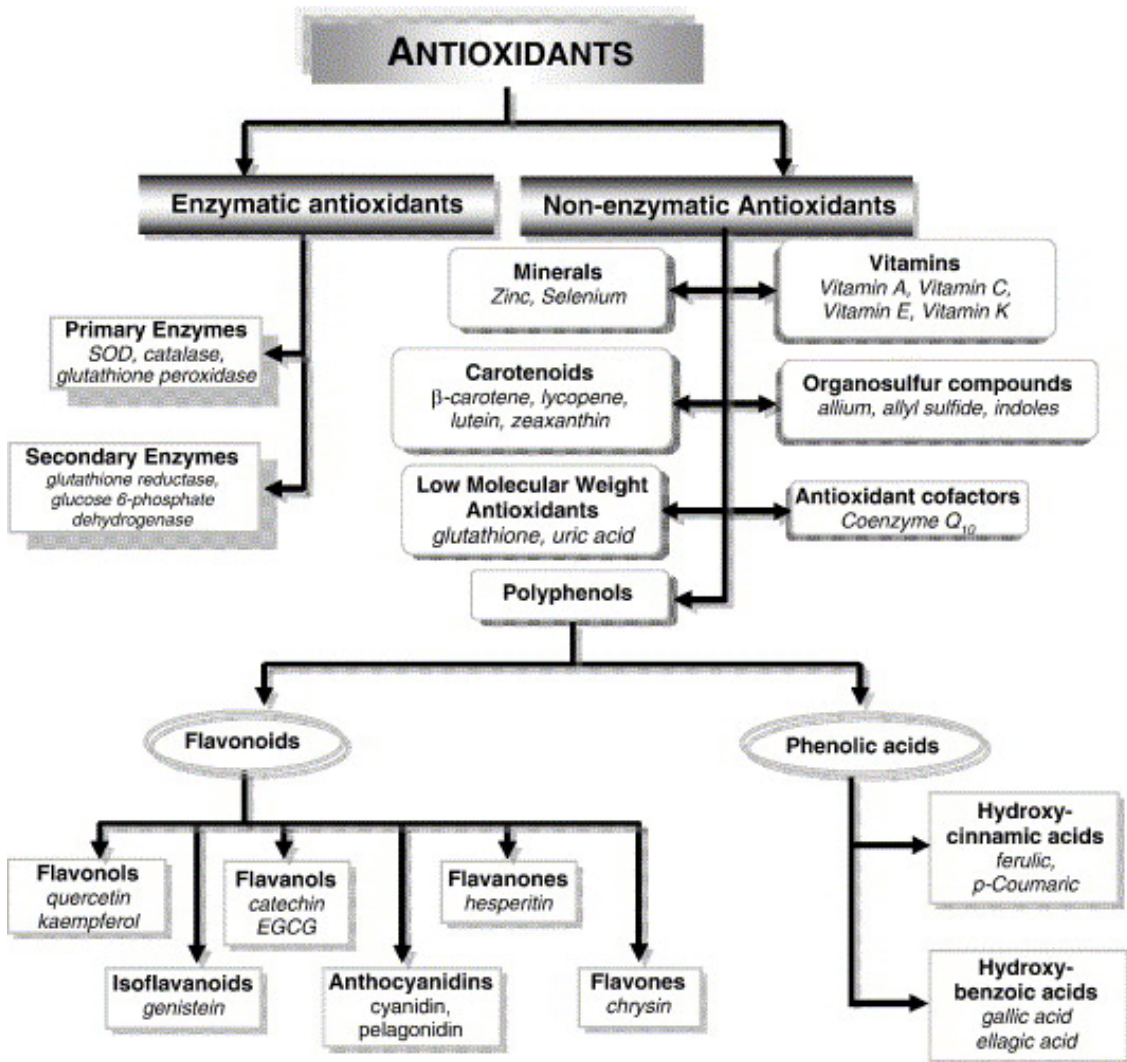 ANTIOXIDANTS
Enzymatic antioxidants
Non-enzymatic Antioxidants
Minerals
Zinc, Selenium
Vitamins
Vitamin A, Vitamin C,
Vitamin E, Vitamin K
Primary Enzymes
SOD, catalase,
glutathione peroxidase
Carotenoids
β-carotene, lycopene,
lutein, zeaxanthin
Organosulfur compounds
allium, allyl sulfide, indoles
Secondary Enzymes
glutathione reductase,
glucose 6-phosphate
dehydrogenase
Low Molecular Weight
Antioxidants
glutathione, uric acid
Antioxidant cofactors
Coenzyme Q10
Polyphenols
Flavonoids
Phenolic acids
Flavonols
quercetin
kaempferol
Flavanols
catechin
EGCG
Flavanones
hesperitin
Isoflavanoids
genistein
Anthocyanidins
cyanidin,
pelagonidin
Flavones
chrysin
Hydroxy-
cinnamic acids
ferulic,
p-Coumaric
Hydroxy-
benzoic acids
gallic acid
ellagic acid